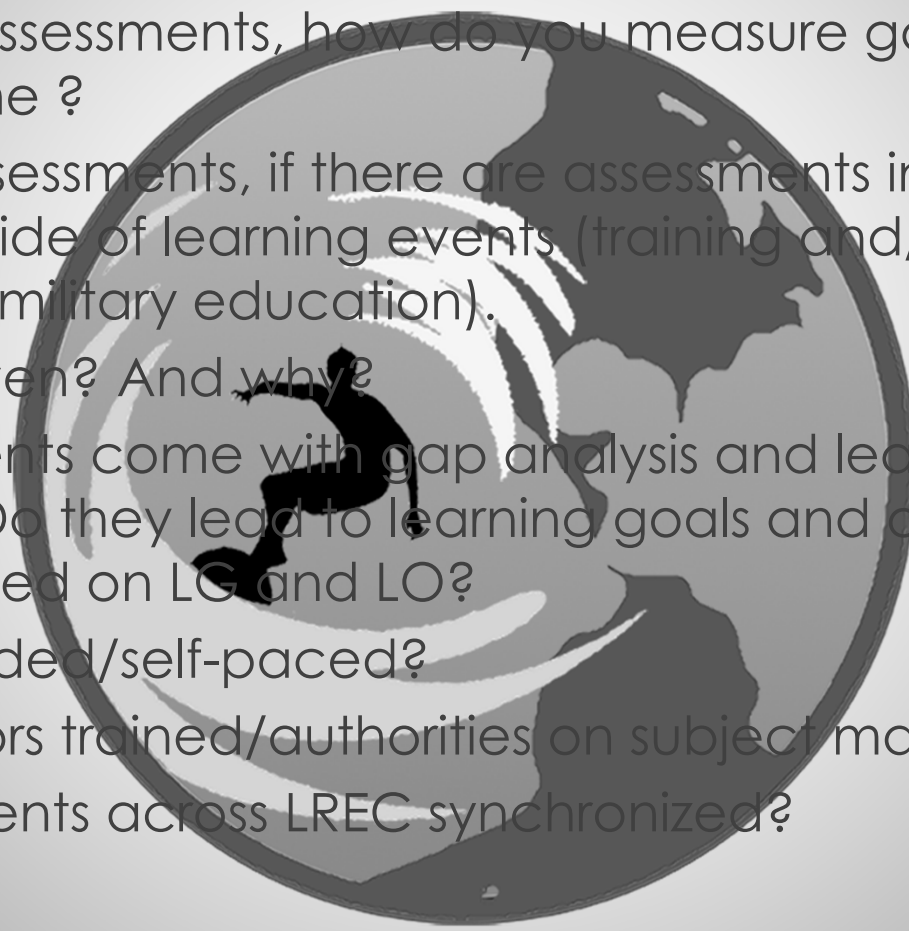 ssessments, how do you measure ga
ne ?
sessments, if there are assessments in
ide of learning events (training and/
military education).
en? And why?
nts come with gap analysis and lea
Do they lead to learning goals and o
ed on LG and LO?
ded/self-paced?
ors trained/authorities on subject ma
ents across LREC synchronized?